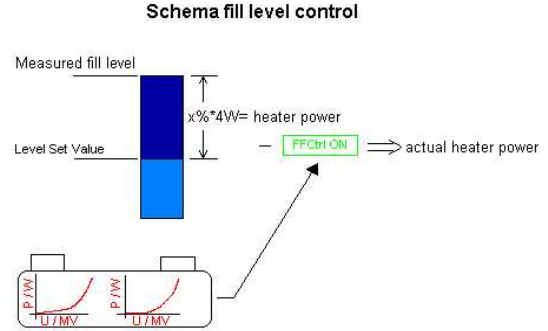 Schema fill level control
Measured fill level
x%*4W= heater power
Level Set Value
– FFCtrl ON
actual heater power
P / W
U / MV
P / W
U / MV